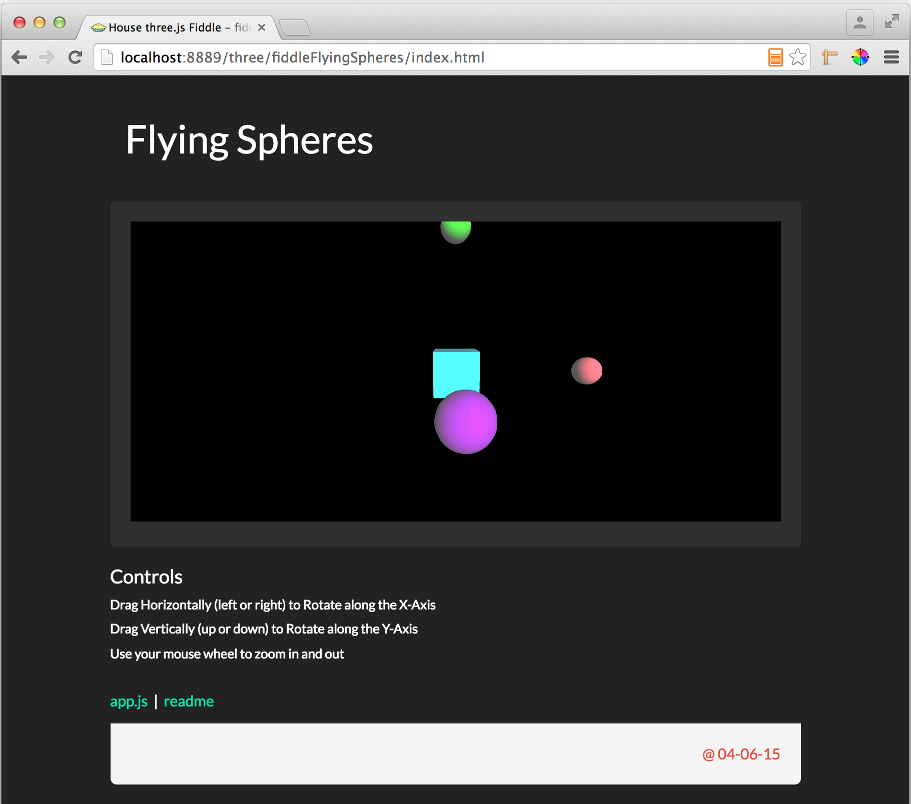 House three.js Fiddle – fid
localhost:8889/three/fiddleFlyingSpheres/index.html
Flying Spheres
Controls
Drag Horizontally (left or right) to Rotate along the X-Axis
Drag Vertically (up or down) to Rotate along the Y-Axis
Use your mouse wheel to zoom in and out
app.js | readme
@ 04-06-15